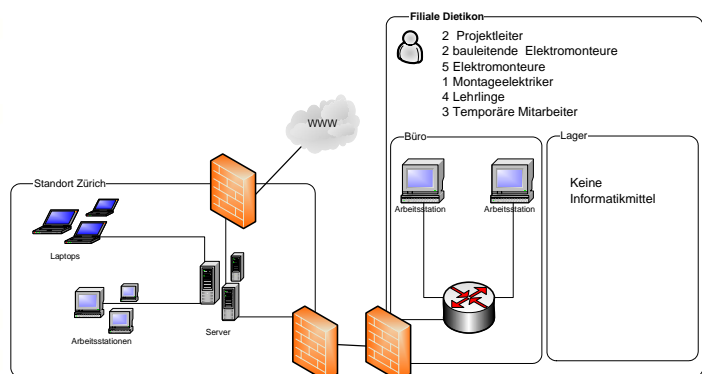 Filiale Dietikon
2 Projektleiter
2 bauleitende Elektromonteure
5 Elektromonteure
1 Montageelektriker
4 Lehrlinge
3 Temporäre Mitarbeiter
www
Büro
Lager
Arbeitsstation
Arbeitsstation
Keine
Informatikmittel
Standort Zürich
Laptops
Server
Arbeitsstationen